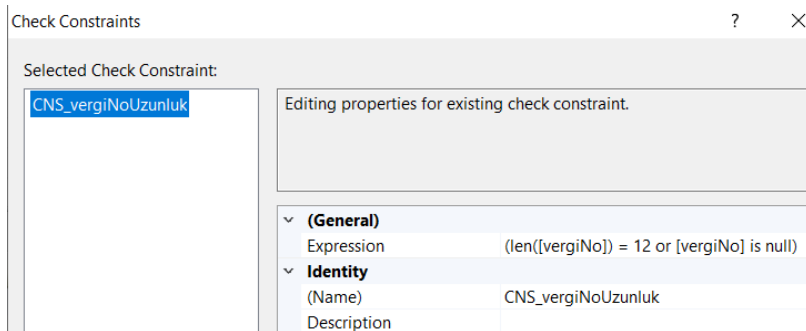 Check Constraints ? ×
Selected Check Constraint:
CNS_vergiNoUzunluk
Editing properties for existing check constraint.
(General)
Expression (len([vergiNo]) = 12 or [vergiNo] is null)
Identity
(Name) CNS_vergiNoUzunluk
Description